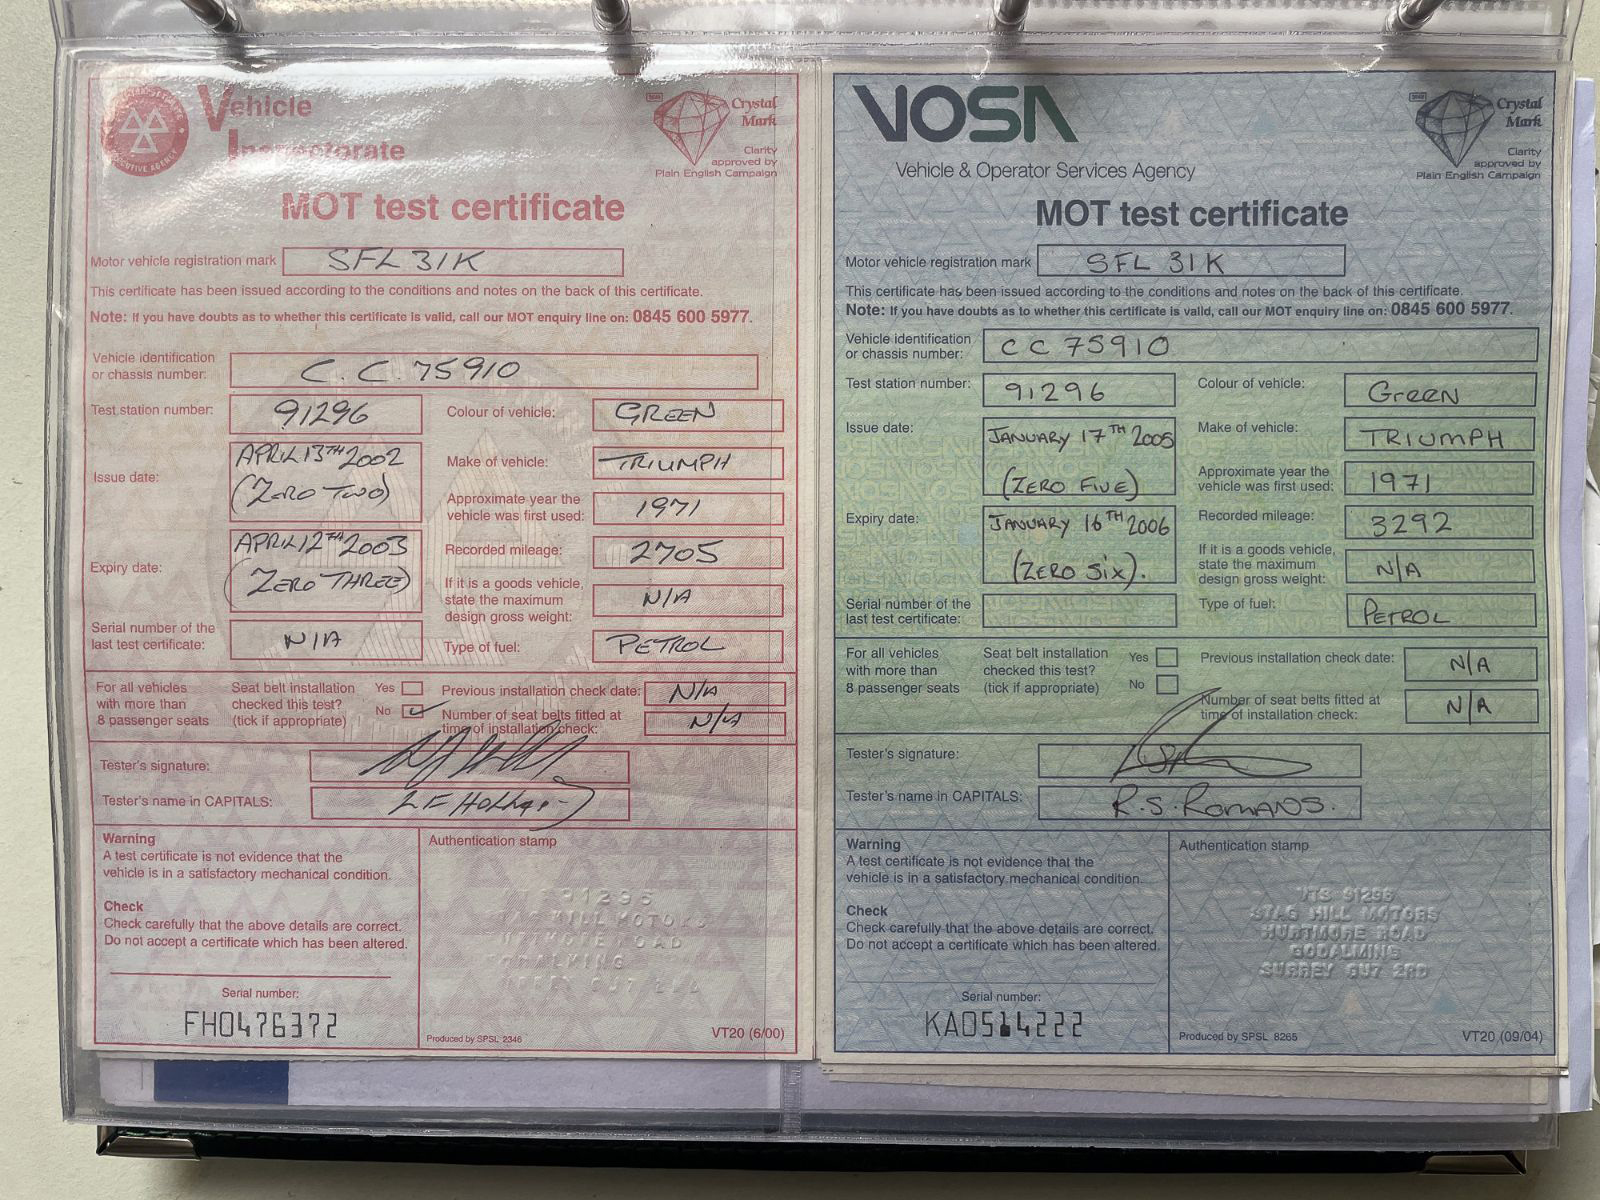 Vehicle
Inspectorate
Crystal
Mark
Clarity
approved by
Plain English Campaign
MOT test certificate
Motor vehicle registration mark SFL 31K
This certificate has been issued according to the conditions and notes on the back of this certificate.
Note: If you have doubts as to whether this certificate is valid, call our MOT enquiry line on: 0845 600 5977.
Vehicle identification
or chassis number: C.C.75910
Test station number: 91296
Colour of vehicle: GREEN
Issue date: APRIL 13TH 2002
(ZERO TWO)
Make of vehicle: TRIUMPH
Approximate year the
vehicle was first used: 1971
Expiry date: APRIL 12TH 2003
(ZERO THREE)
Recorded mileage: 2705
If it is a goods vehicle,
state the maximum
design gross weight: N/A
Serial number of the
last test certificate: N/A
Type of fuel: PETROL
For all vehicles
with more than
8 passenger seats
Seat belt installation
checked this test?
(tick if appropriate)
Yes
No
Previous installation check date: N/A
Number of seat belts fitted at
time of installation check: N/A
Tester's signature:
Tester's name in CAPITALS:
Warning
A test certificate is not evidence that the
vehicle is in a satisfactory mechanical condition.
Check
Check carefully that the above details are correct.
Do not accept a certificate which has been altered.
Serial number:
FH0476372
Authentication stamp
HILL MOTORS
ROAD
Produced by SPSL 2346
VT20 (6/00)
VOSA
Vehicle & Operator Services Agency
Crystal
Mark
Clarity
approved by
Plain English Campaign
MOT test certificate
Motor vehicle registration mark SFL 31K
This certificate has been issued according to the conditions and notes on the back of this certificate.
Note: If you have doubts as to whether this certificate is valid, call our MOT enquiry line on: 0845 600 5977.
Vehicle identification
or chassis number: CC 75910
Test station number: 91296
Colour of vehicle: GREEN
Issue date: JANUARY 17TH 2005
(ZERO FIVE)
Make of vehicle: TRIUMPH
Approximate year the
vehicle was first used: 1971
Expiry date: JANUARY 16TH 2006
(ZERO SIX).
Recorded mileage: 3292
If it is a goods vehicle,
state the maximum
design gross weight: N/A
Serial number of the
last test certificate:
Type of fuel: PETROL
For all vehicles
with more than
8 passenger seats
Seat belt installation
checked this test?
(tick if appropriate)
Yes
No
Previous installation check date: N/A
Number of seat belts fitted at
time of installation check: N/A
Tester's signature:
Tester's name in CAPITALS: R.S. ROMANOS.
Warning
A test certificate is not evidence that the
vehicle is in a satisfactory mechanical condition.
Check
Check carefully that the above details are correct.
Do not accept a certificate which has been altered.
Serial number:
KA0514222
Authentication stamp
VTS 91296
STAG HILL MOTORS
HURTMORE ROAD
GODALMING
SURREY GU7 2RD
Produced by SPSL 8265
VT20 (09/04)